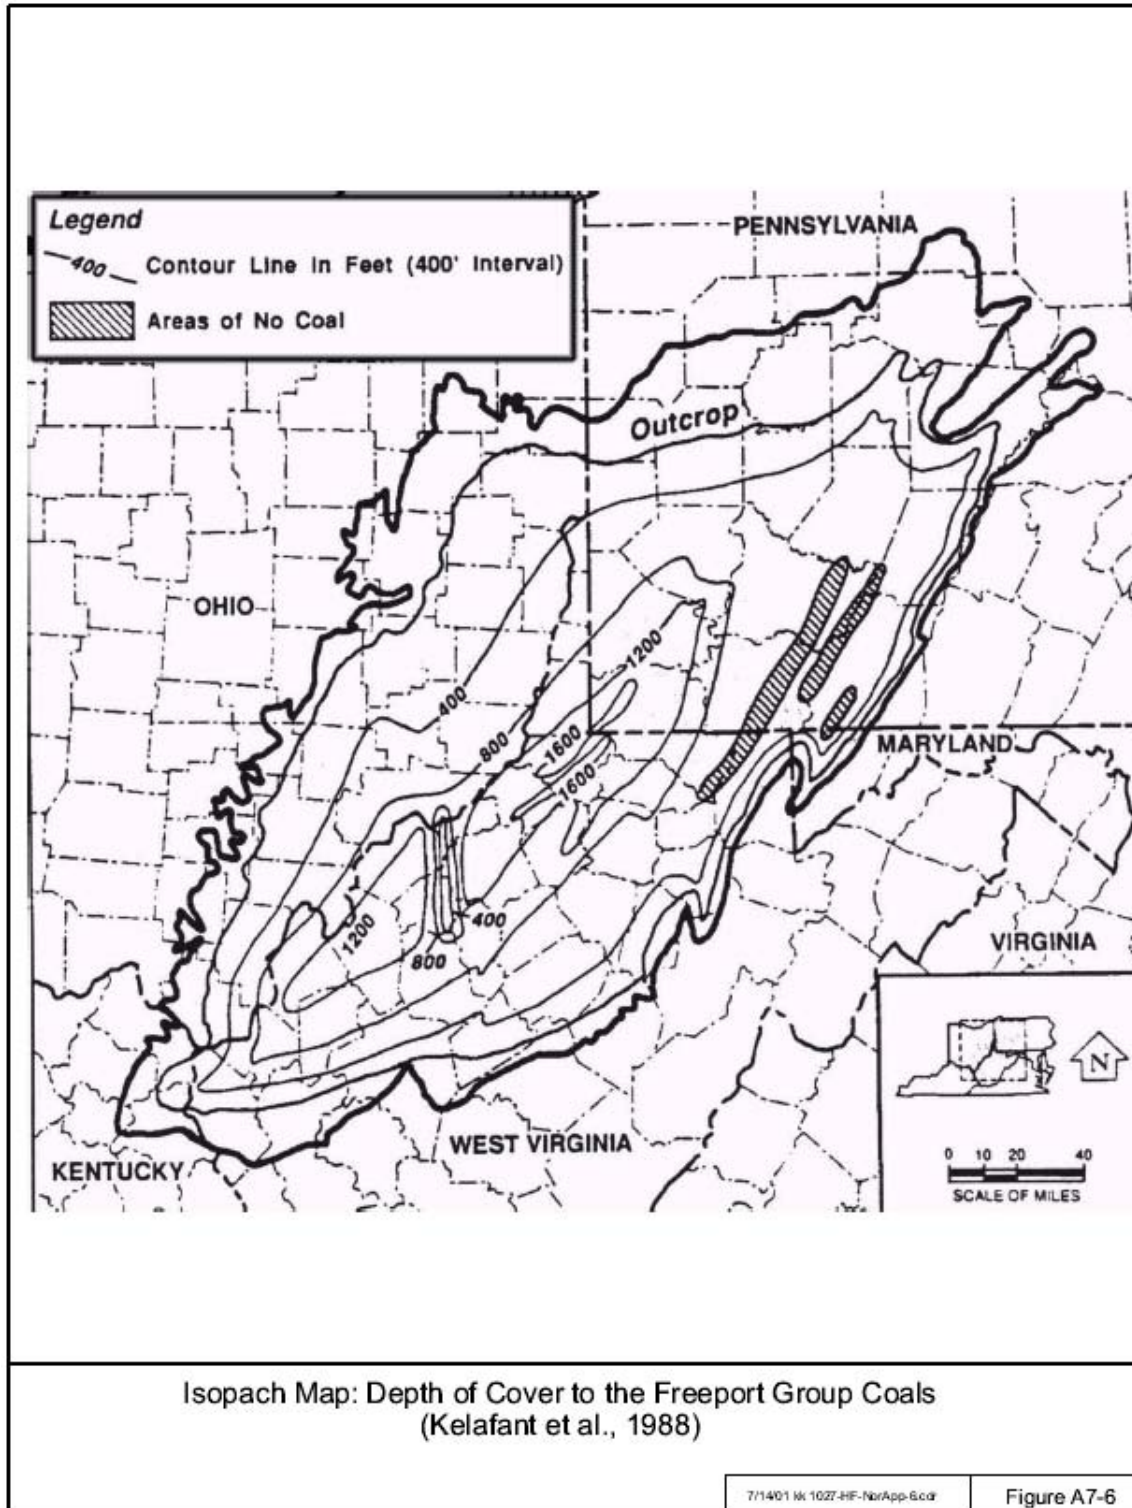 Legend
400 Contour Line in Feet (400' Interval)
Areas of No Coal
PENNSYLVANIA
Outcrop
OHIO
1200
400
800
1600
1600
MARYLAND
1200
400
800
VIRGINIA
N
WEST VIRGINIA
KENTUCKY
0 10 20 40
SCALE OF MILES
Isopach Map: Depth of Cover to the Freeport Group Coals
(Kelafant et al., 1988)
7/14/01 kk 1027-HF-NorApp-6.cdr
Figure A7-6